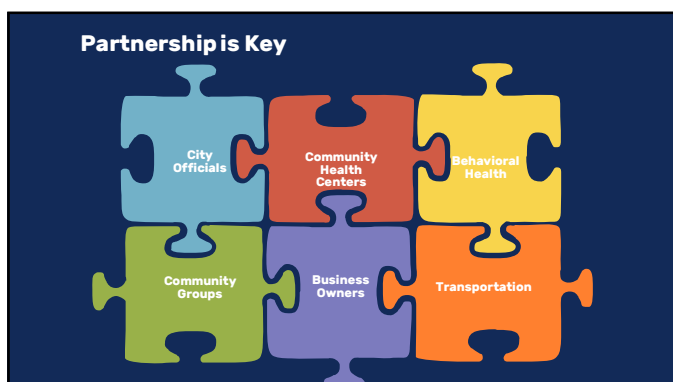 Partnership is Key
City
Officials
Community
Health
Centers
Behavioral
Health
Community
Groups
Business
Owners
Transportation